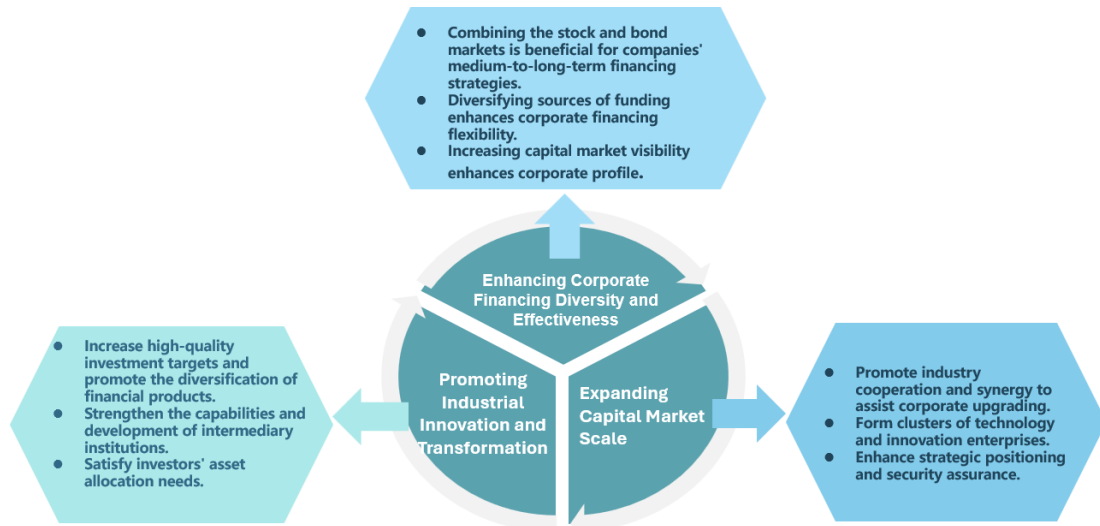 ● Combining the stock and bond
markets is beneficial for companies'
medium-to-long-term financing
strategies.
● Diversifying sources of funding
enhances corporate financing
flexibility.
● Increasing capital market visibility
enhances corporate profile.
Enhancing Corporate
Financing Diversity and
Effectiveness
● Increase high-quality
investment targets and
promote the diversification of
financial products.
● Strengthen the capabilities and
development of intermediary
institutions.
● Satisfy investors' asset
allocation needs.
Promoting
Industrial
Innovation and
Transformation
Expanding
Capital Market
Scale
● Promote industry
cooperation and synergy to
assist corporate upgrading.
● Form clusters of technology
and innovation enterprises.
● Enhance strategic positioning
and security assurance.